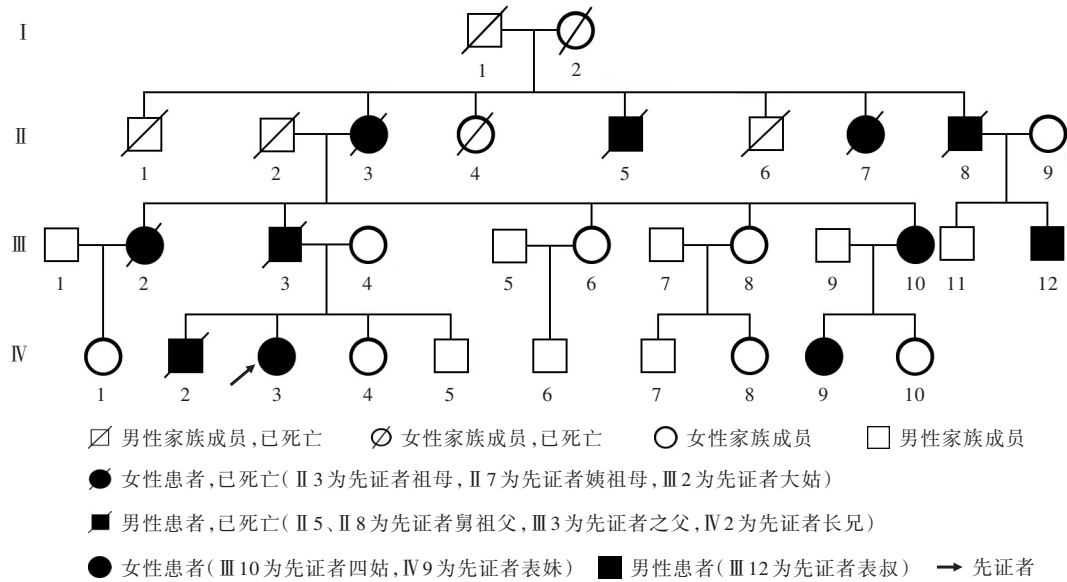 Ⅰ
1 2
Ⅱ
1 2 3 4 5 6 7 8 9
Ⅲ
1 2 3 4 5 6 7 8 9 10 11 12
Ⅳ
1 2 3 4 5 6 7 8 9 10
男性家族成员,已死亡 女性家族成员,已死亡 女性家族成员 男性家族成员
女性患者,已死亡(Ⅱ3为先证者祖母,Ⅱ7为先证者姨祖母,Ⅲ2为先证者大姑)
男性患者,已死亡(Ⅱ5、Ⅱ8为先证者舅祖父,Ⅲ3为先证者之父,Ⅳ2为先证者长兄)
女性患者(Ⅲ10为先证者四姑,Ⅳ9为先证者表妹) 男性患者(Ⅲ12为先证者表叔) 先证者